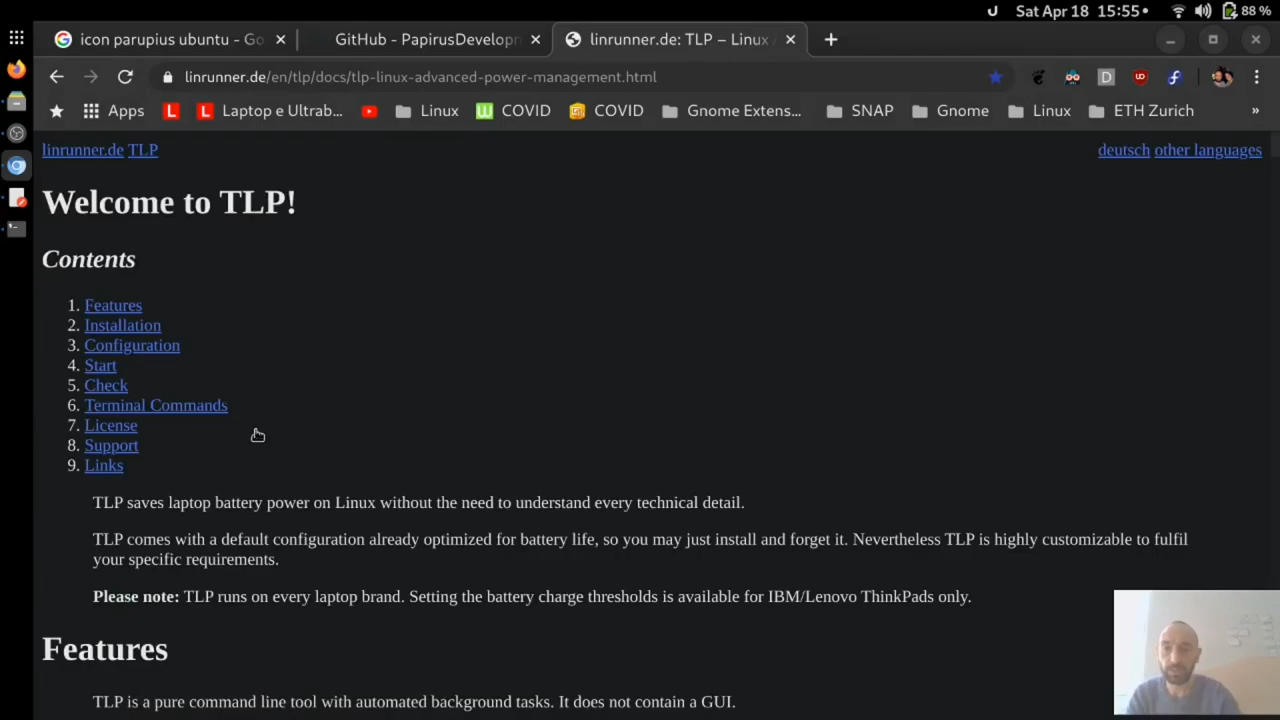 Sat Apr 18 15:55 88 %
icon parupius ubuntu - Go
GitHub - PapirusDevelopm
linrunner.de: TLP – Linux
linrunner.de/en/tlp/docs/tlp-linux-advanced-power-management.html
Apps L L Laptop e Ultrab... Linux W COVID COVID Gnome Extens... SNAP Gnome Linux ETH Zurich »
linrunner.de TLP deutsch other languages
Welcome to TLP!
Contents
1. Features
2. Installation
3. Configuration
4. Start
5. Check
6. Terminal Commands
7. License
8. Support
9. Links
TLP saves laptop battery power on Linux without the need to understand every technical detail.
TLP comes with a default configuration already optimized for battery life, so you may just install and forget it. Nevertheless TLP is highly customizable to fulfil
your specific requirements.
Please note: TLP runs on every laptop brand. Setting the battery charge thresholds is available for IBM/Lenovo ThinkPads only.
Features
TLP is a pure command line tool with automated background tasks. It does not contain a GUI.